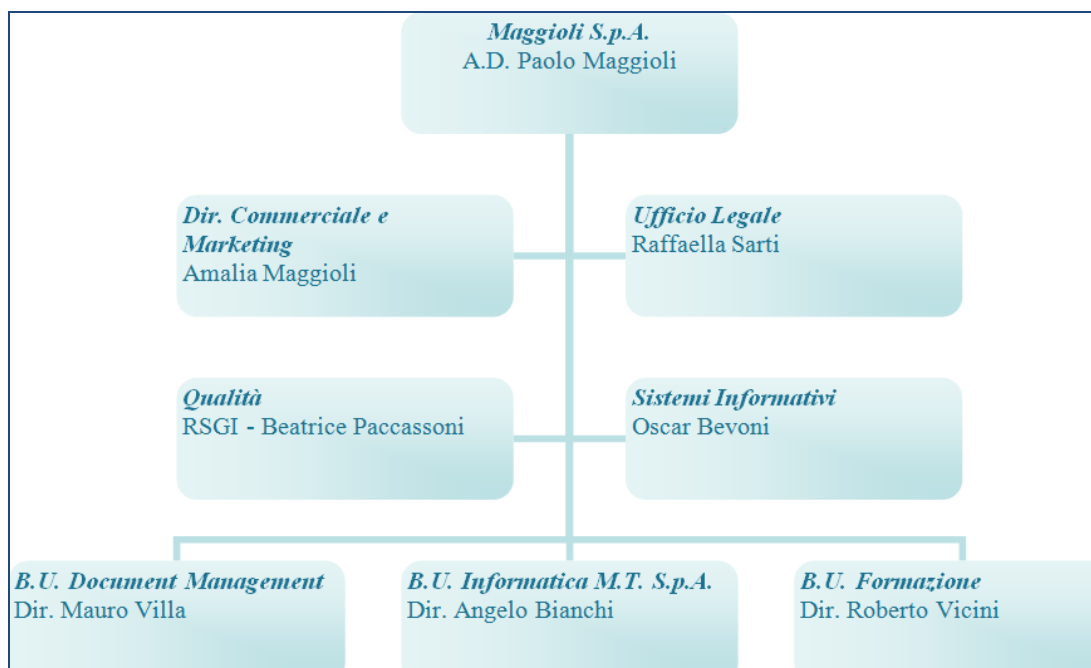 Maggioli S.p.A.
A.D. Paolo Maggioli
Dir. Commerciale e
Marketing
Amalia Maggioli
Ufficio Legale
Raffaella Sarti
Qualità
RSGI - Beatrice Paccassoni
Sistemi Informativi
Oscar Bevoni
B.U. Document Management
Dir. Mauro Villa
B.U. Informatica M.T. S.p.A.
Dir. Angelo Bianchi
B.U. Formazione
Dir. Roberto Vicini